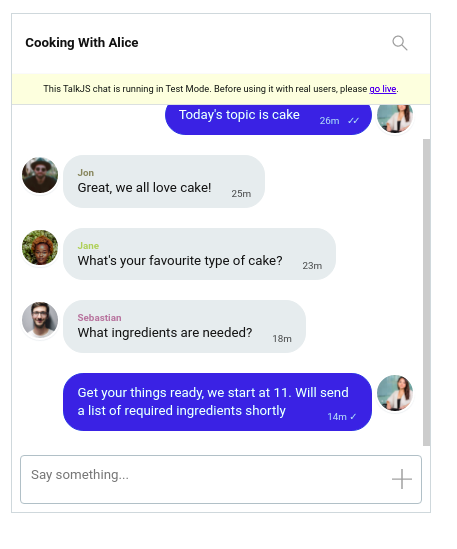 Cooking With Alice
This TalkJS chat is running in Test Mode. Before using it with real users, please go live.
Today's topic is cake
26m ✓✓
Jon
Great, we all love cake!
25m
Jane
What's your favourite type of cake?
23m
Sebastian
What ingredients are needed?
18m
Get your things ready, we start at 11. Will send
a list of required ingredients shortly
14m ✓
Say something...